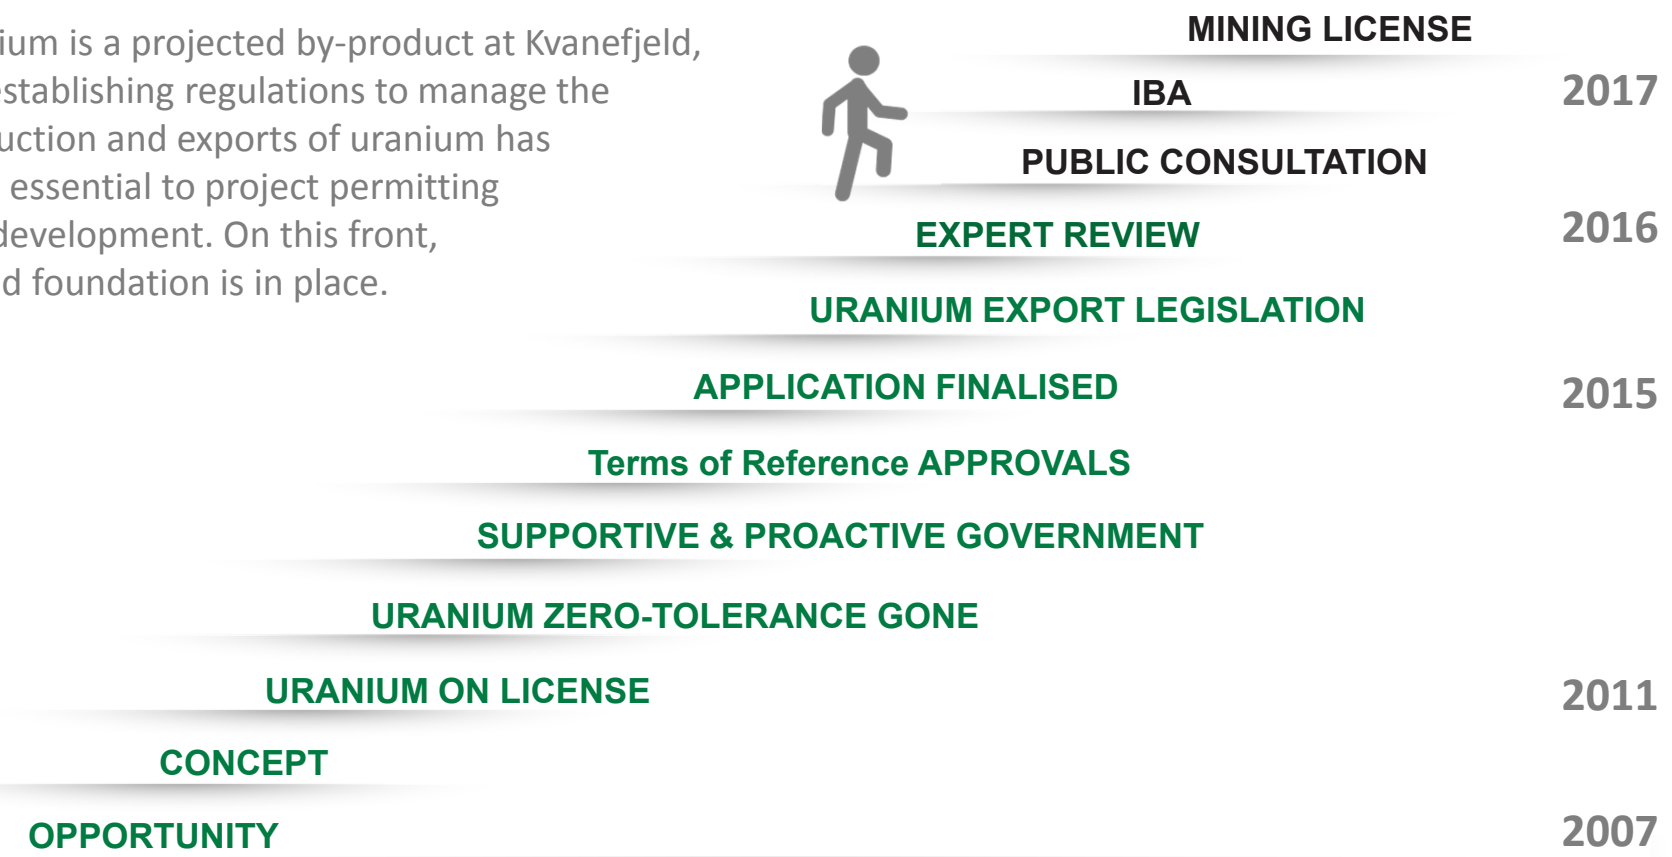 ium is a projected by-product at Kvanefjeld,
establishing regulations to manage the
uction and exports of uranium has
essential to project permitting
development. On this front,
d foundation is in place.
MINING LICENSE
IBA
2017
PUBLIC CONSULTATION
EXPERT REVIEW
2016
URANIUM EXPORT LEGISLATION
APPLICATION FINALISED
2015
Terms of Reference APPROVALS
SUPPORTIVE & PROACTIVE GOVERNMENT
URANIUM ZERO-TOLERANCE GONE
URANIUM ON LICENSE
2011
CONCEPT
OPPORTUNITY
2007